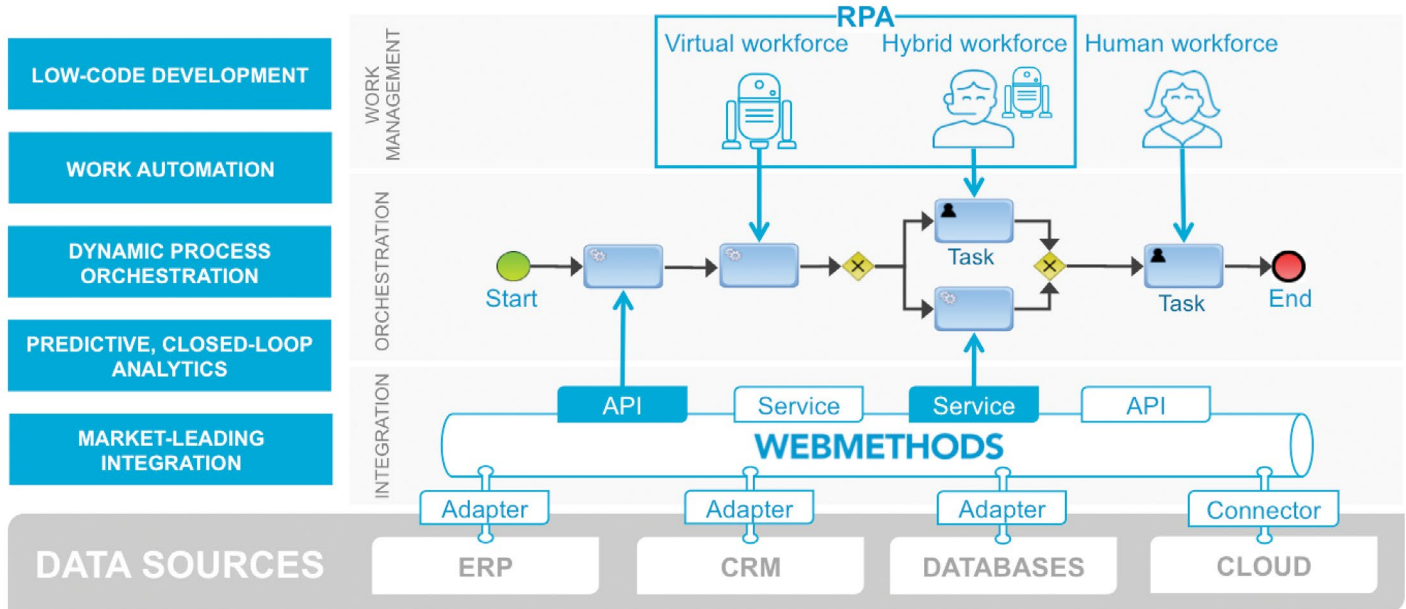 LOW-CODE DEVELOPMENT
WORK AUTOMATION
DYNAMIC PROCESS
ORCHESTRATION
PREDICTIVE, CLOSED-LOOP
ANALYTICS
MARKET-LEADING
INTEGRATION
WORK
MANAGEMENT
RPA
Virtual workforce
Hybrid workforce
Human workforce
ORCHESTRATION
Start
Task
Task
End
INTEGRATION
API
Service
Service
API
WEBMETHODS
Adapter
Adapter
Adapter
Connector
DATA SOURCES
ERP
CRM
DATABASES
CLOUD